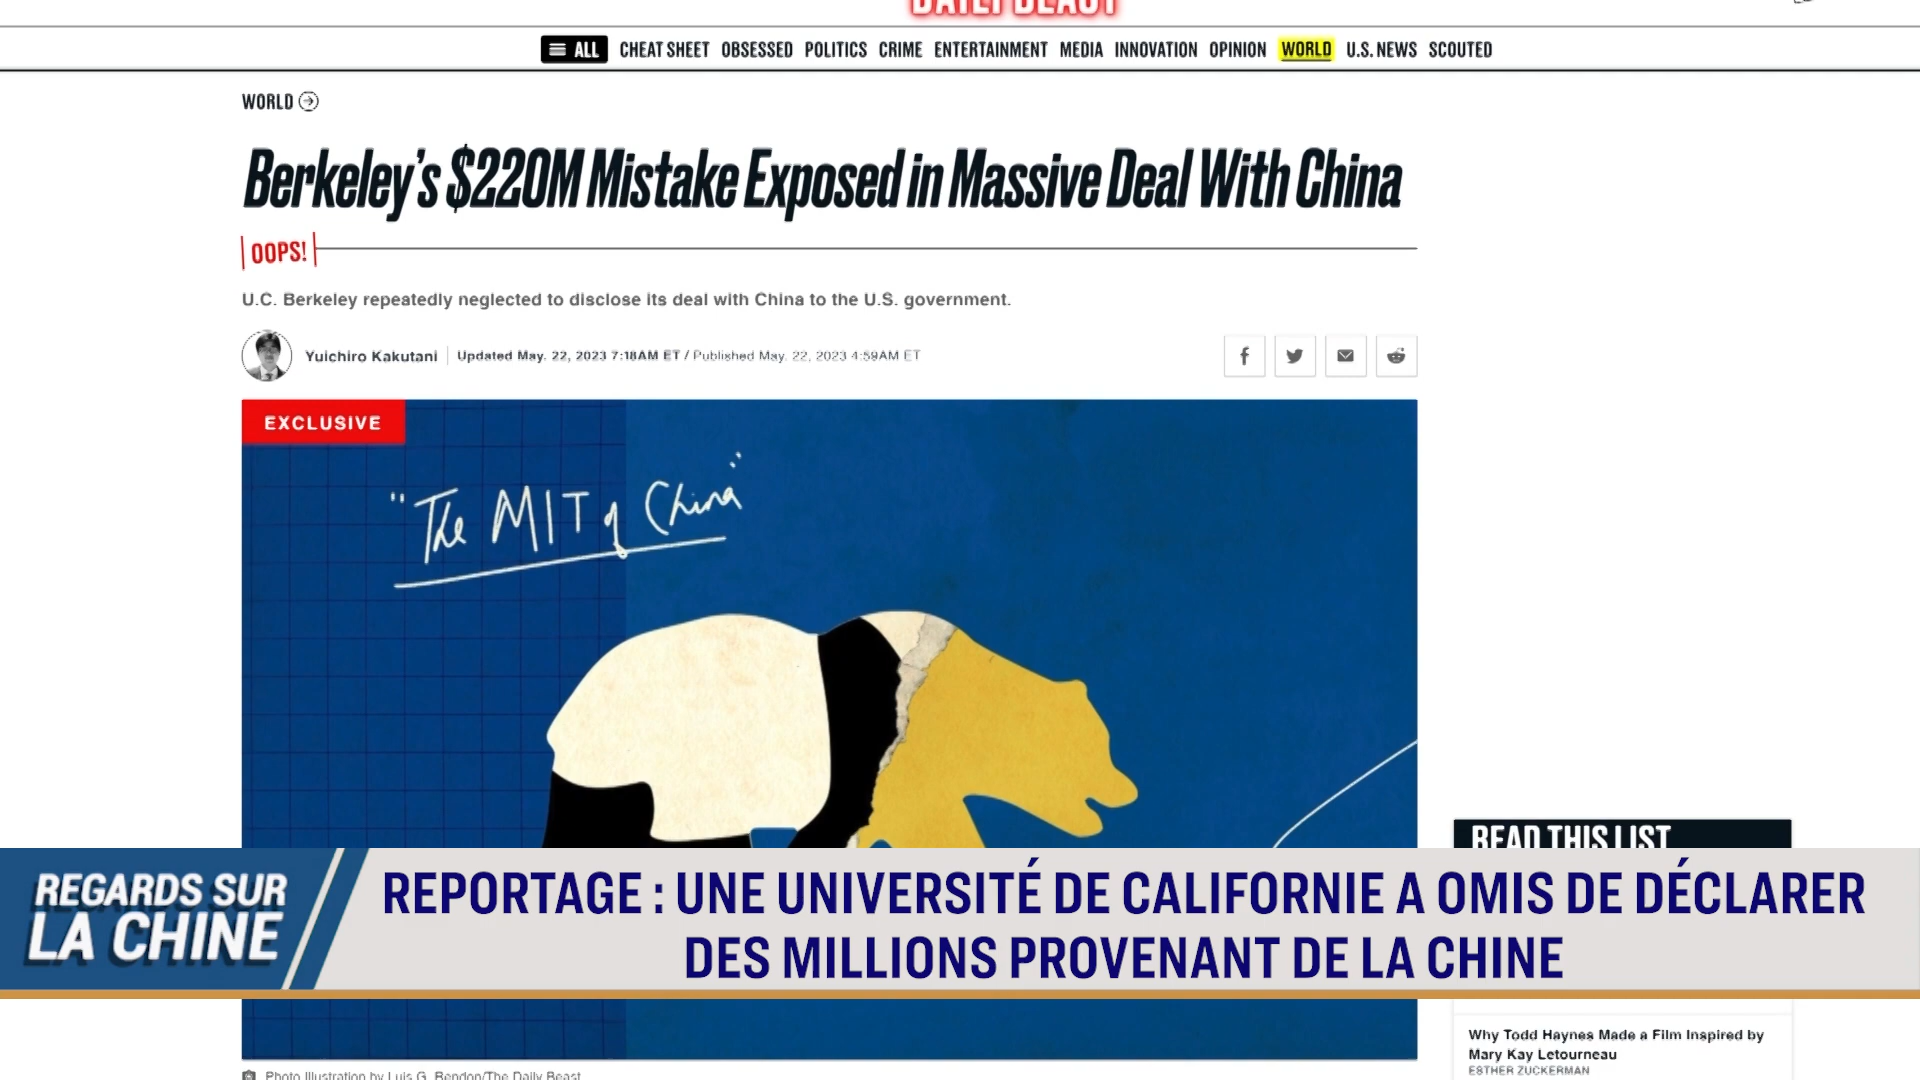 DAILY BEAST
ALL CHEAT SHEET OBSESSED POLITICS CRIME ENTERTAINMENT MEDIA INNOVATION OPINION WORLD U.S. NEWS SCOUTED
WORLD
Berkeley's $220M Mistake Exposed in Massive Deal With China
OOPS!
U.C. Berkeley repeatedly neglected to disclose its deal with China to the U.S. government.
Yuichiro Kakutani
Updated May. 22, 2023 7:18AM ET / Published May. 22, 2023 4:59AM ET
EXCLUSIVE
"The MIT of China"
READ THIS LIST
REGARDS SUR
LA CHINE
REPORTAGE : UNE UNIVERSITÉ DE CALIFORNIE A OMIS DE DÉCLARER
DES MILLIONS PROVENANT DE LA CHINE
Why Todd Haynes Made a Film Inspired by
Mary Kay Letourneau
ESTHER ZUCKERMAN
Photo Illustration by Luis G. Rendon/The Daily Beast